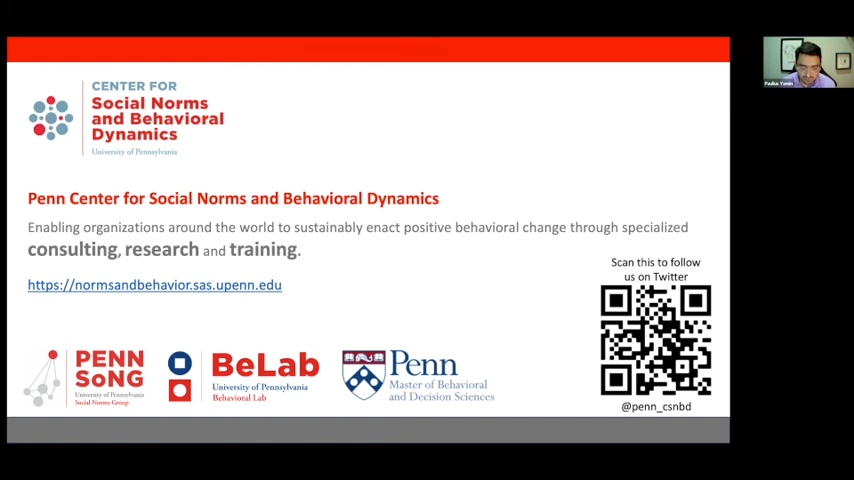 CENTER FOR
Social Norms
and Behavioral
Dynamics
University of Pennsylvania
Penn Center for Social Norms and Behavioral Dynamics
Enabling organizations around the world to sustainably enact positive behavioral change through specialized
consulting, research and training.
https://normsandbehavior.sas.upenn.edu
Scan this to follow
us on Twitter
@penn_csnbd
PENN
SoNG
University of Pennsylvania
Social Norms Group
BeLab
University of Pennsylvania
Behavioral Lab
Penn
Master of Behavioral
and Decision Sciences